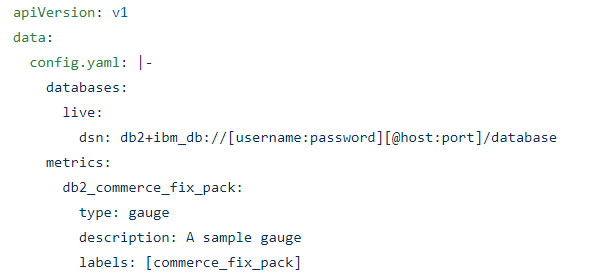 apiVersion: v1
data:
  config.yaml: |-
    databases:
      live:
        dsn: db2+ibm_db://[username:password][@host:port]/database
    metrics:
      db2_commerce_fix_pack:
        type: gauge
        description: A sample gauge
        labels: [commerce_fix_pack]